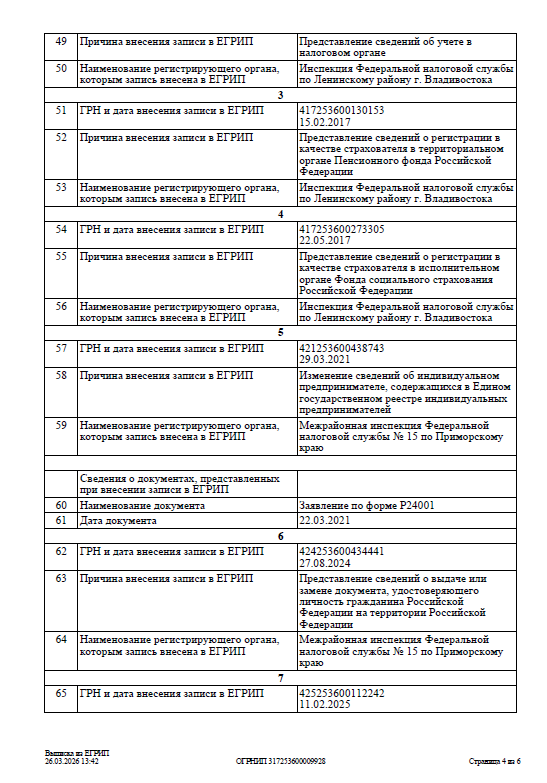 49 Причина внесения записи в ЕГРИП Представление сведений об учете в
налоговом органе
50 Наименование регистрирующего органа, Инспекция Федеральной налоговой службы
которым запись внесена в ЕГРИП по Ленинскому району г. Владивостока
3
51 ГРН и дата внесения записи в ЕГРИП 417253600130153
15.02.2017
52 Причина внесения записи в ЕГРИП Представление сведений о регистрации в
качестве страхователя в территориальном
органе Пенсионного фонда Российской
Федерации
53 Наименование регистрирующего органа, Инспекция Федеральной налоговой службы
которым запись внесена в ЕГРИП по Ленинскому району г. Владивостока
4
54 ГРН и дата внесения записи в ЕГРИП 417253600273305
22.05.2017
55 Причина внесения записи в ЕГРИП Представление сведений о регистрации в
качестве страхователя в исполнительном
органе Фонда социального страхования
Российской Федерации
56 Наименование регистрирующего органа, Инспекция Федеральной налоговой службы
которым запись внесена в ЕГРИП по Ленинскому району г. Владивостока
5
57 ГРН и дата внесения записи в ЕГРИП 421253600438743
29.03.2021
58 Причина внесения записи в ЕГРИП Изменение сведений об индивидуальном
предпринимателе, содержащихся в Едином
государственном реестре индивидуальных
предпринимателей
59 Наименование регистрирующего органа, Межрайонная инспекция Федеральной
которым запись внесена в ЕГРИП налоговой службы № 15 по Приморскому
краю
Сведения о документах, представленных
при внесении записи в ЕГРИП
60 Наименование документа Заявление по форме Р24001
61 Дата документа 22.03.2021
6
62 ГРН и дата внесения записи в ЕГРИП 424253600434441
27.08.2024
63 Причина внесения записи в ЕГРИП Представление сведений о выдаче или
замене документа, удостоверяющего
личность гражданина Российской
Федерации на территории Российской
Федерации
64 Наименование регистрирующего органа, Межрайонная инспекция Федеральной
которым запись внесена в ЕГРИП налоговой службы № 15 по Приморскому
краю
7
65 ГРН и дата внесения записи в ЕГРИП 425253600112242
11.02.2025
Выписка из ЕГРИП
26.03.2026 13:42 ОГРНИП 317253600009928 Страница 4 из 6